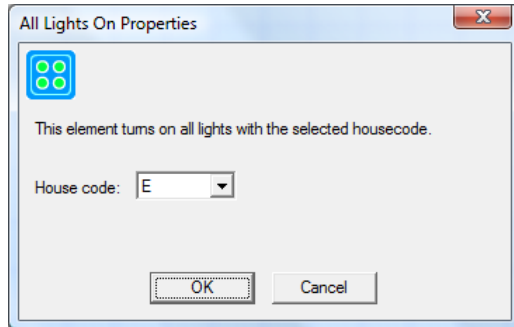 All Lights On Properties
This element turns on all lights with the selected housecode.
House code: E
OK Cancel